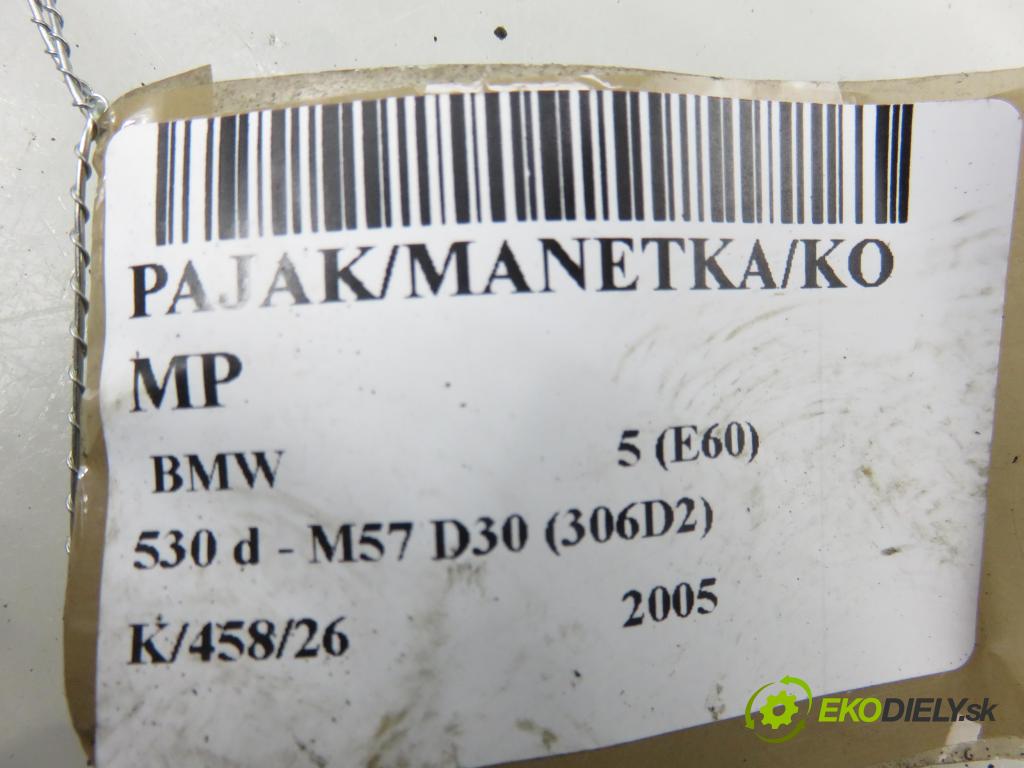 PAJAK/MANETKA/KO
MP
BMW 5 (E60)
530 d - M57 D30 (306D2)
K/458/26 2005
EKODIELY.sk